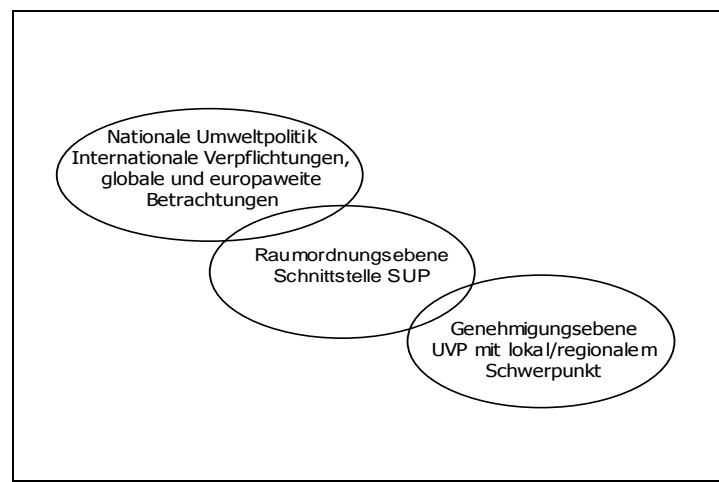 Nationale Umweltpolitik
Internationale Verpflichtungen,
globale und europaweite
Betrachtungen
Raumordnungsebene
Schnittstelle SUP
Genehmigungsebene
UVP mit lokal/regionalem
Schwerpunkt